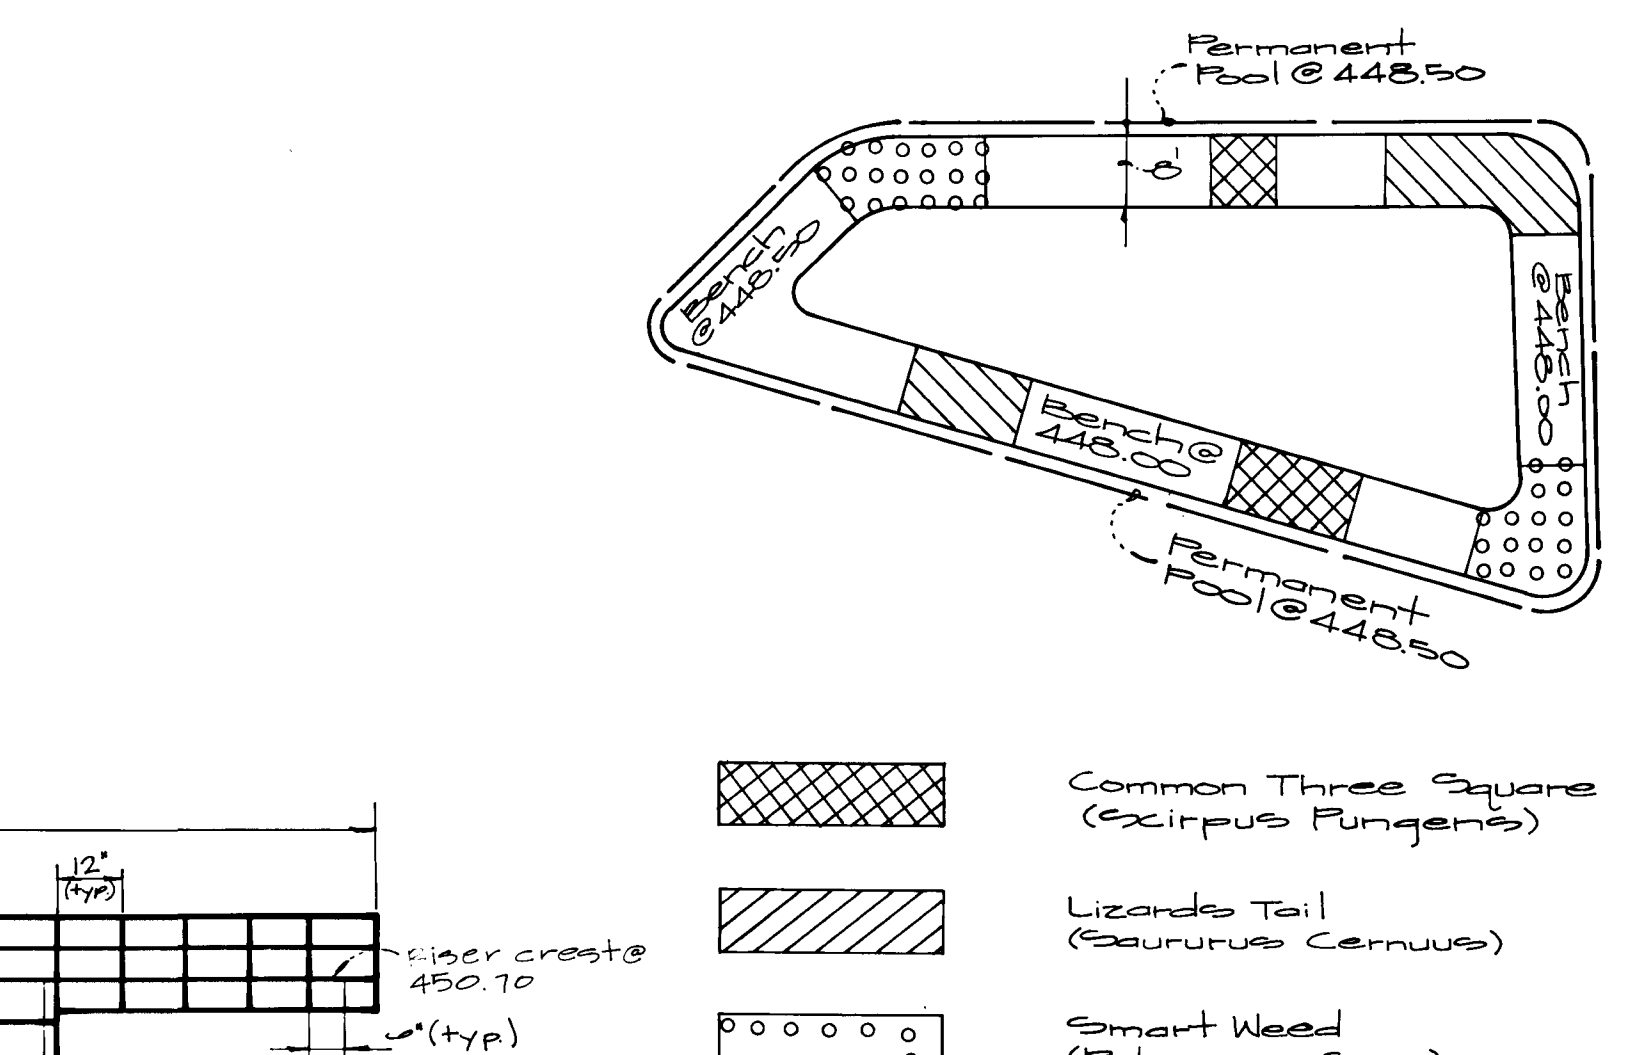 Permanent
Pool @ 448.50
8'
Bench
@ 448.50
Bench
@ 448.00
Bench @
448.00
Permanent
Pool @ 448.50
Common Three Square
(Scirpus Pungens)
12"
(typ.)
Lizards Tail
(Saururus Cernuus)
Riser crest @
450.70
6" (typ.)
Smart Weed